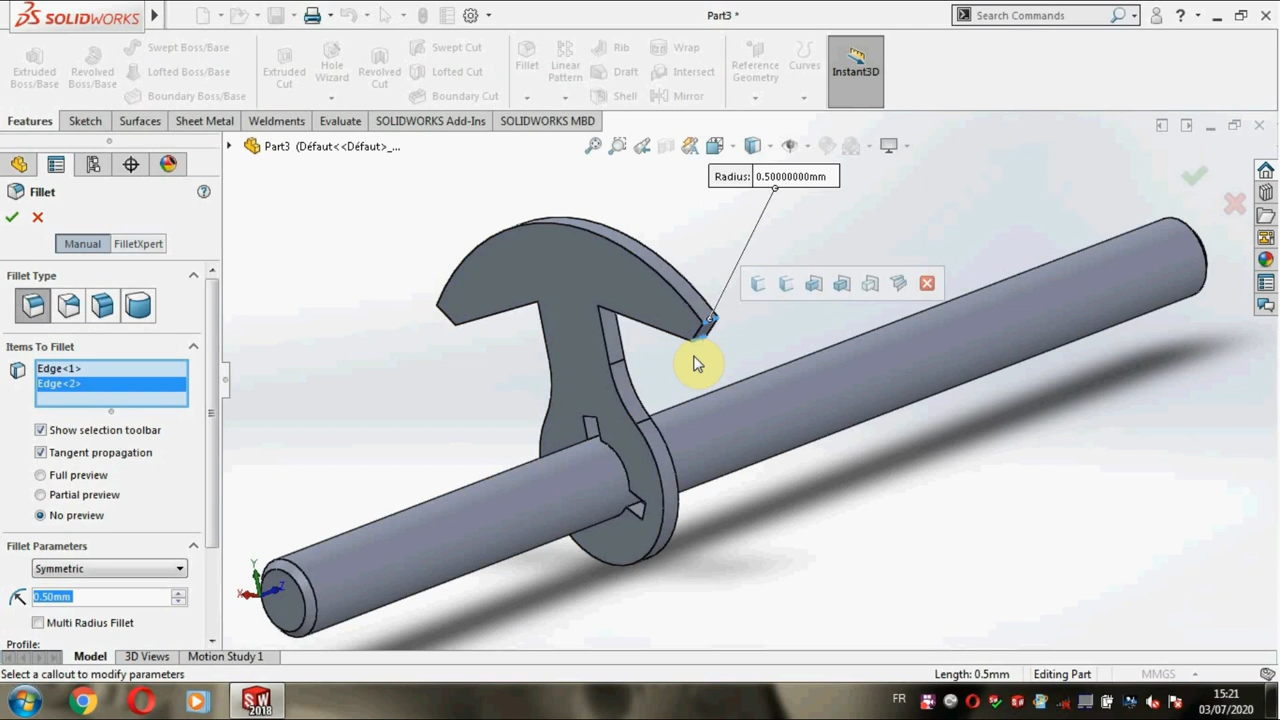 SOLIDWORKS
Part3 *
Search Commands
Extruded Boss/Base
Revolved Boss/Base
Swept Boss/Base
Lofted Boss/Base
Boundary Boss/Base
Extruded Cut
Hole Wizard
Revolved Cut
Swept Cut
Lofted Cut
Boundary Cut
Fillet
Linear Pattern
Rib
Draft
Shell
Wrap
Intersect
Mirror
Reference Geometry
Curves
Instant3D
Features
Sketch
Surfaces
Sheet Metal
Weldments
Evaluate
SOLIDWORKS Add-Ins
SOLIDWORKS MBD
Part3 (Défaut<<Défaut>_...
Fillet
Manual
FilletXpert
Fillet Type
Items To Fillet
Edge<1>
Edge<2>
Show selection toolbar
Tangent propagation
Full preview
Partial preview
No preview
Fillet Parameters
Symmetric
0.50mm
Multi Radius Fillet
Profile:
Radius: 0.50000000mm
Y
X
Z
Model
3D Views
Motion Study 1
Select a callout to modify parameters
Length: 0.5mm
Editing Part
MMGS
SW
2018
FR
15:21
03/07/2020